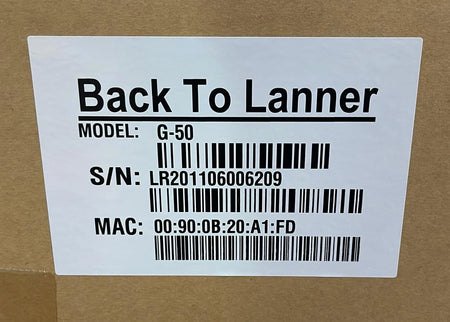 Back To Lanner
MODEL: G-50
S/N: LR201106006209
MAC: 00:90:0B:20:A1:FD